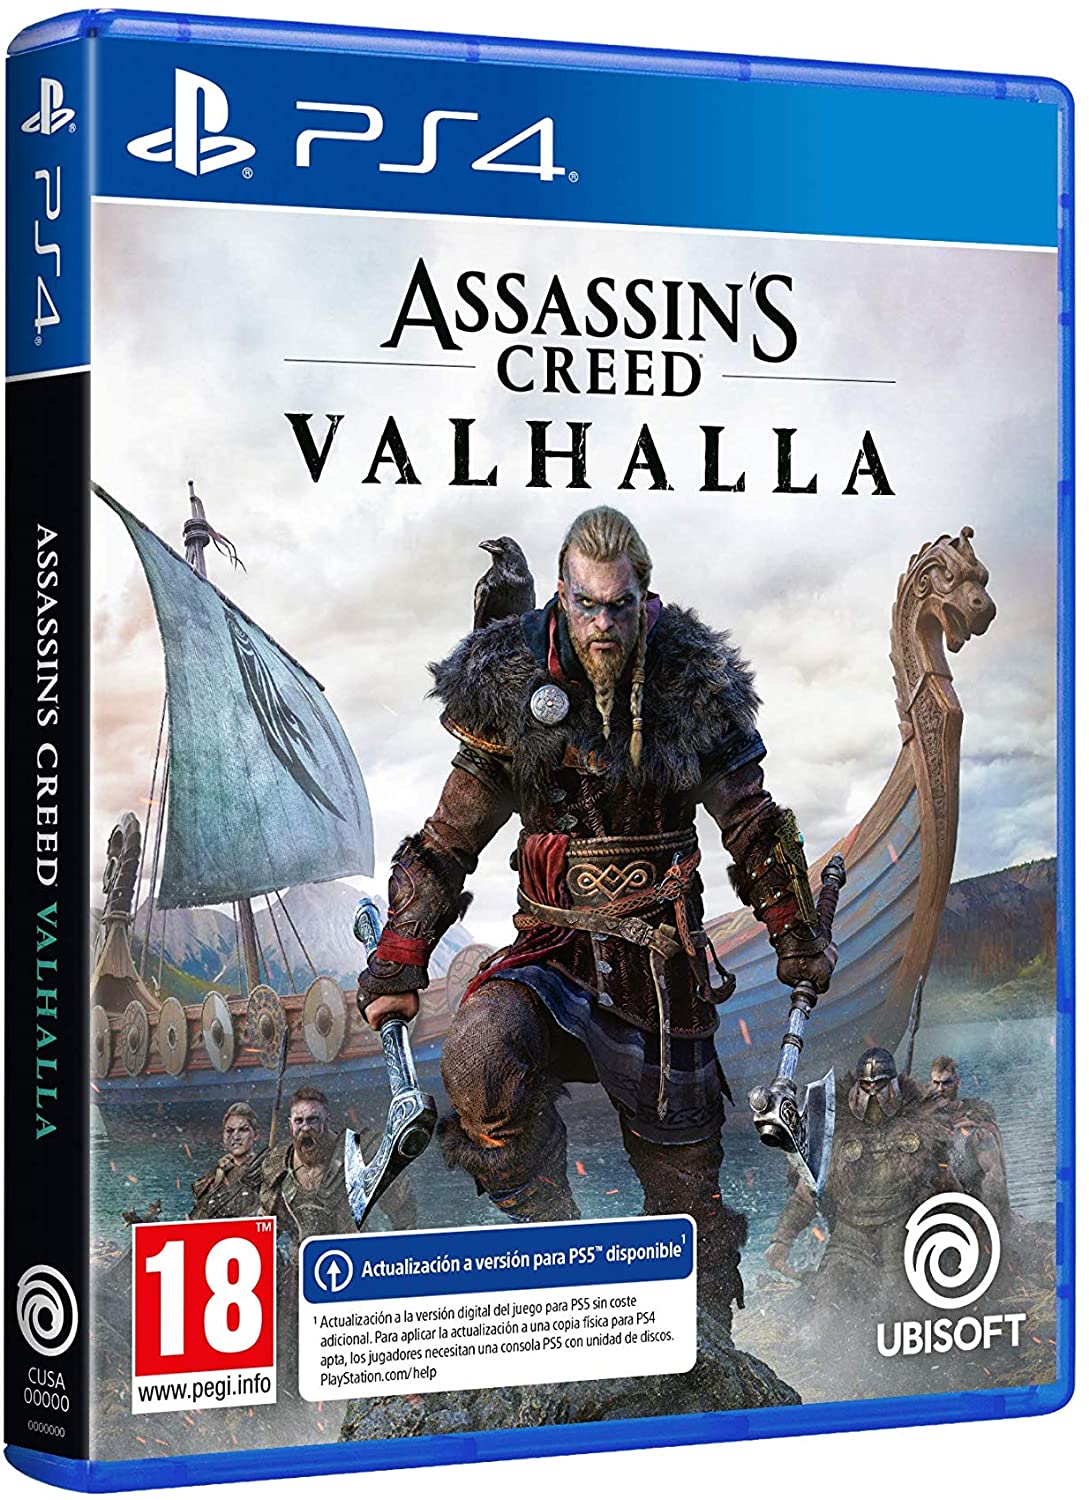 PS4
ASSASSIN'S
CREED
VALHALLA
18
www.pegi.info
Actualización a versión para PS5™ disponible¹
¹ Actualización a la versión digital del juego para PS5 sin coste
adicional. Para aplicar la actualización a una copia física para PS4
apta, los jugadores necesitan una consola PS5 con unidad de discos.
PlayStation.com/help
UBISOFT
PS4
ASSASSIN'S CREED VALHALLA
CUSA
00000
0000000